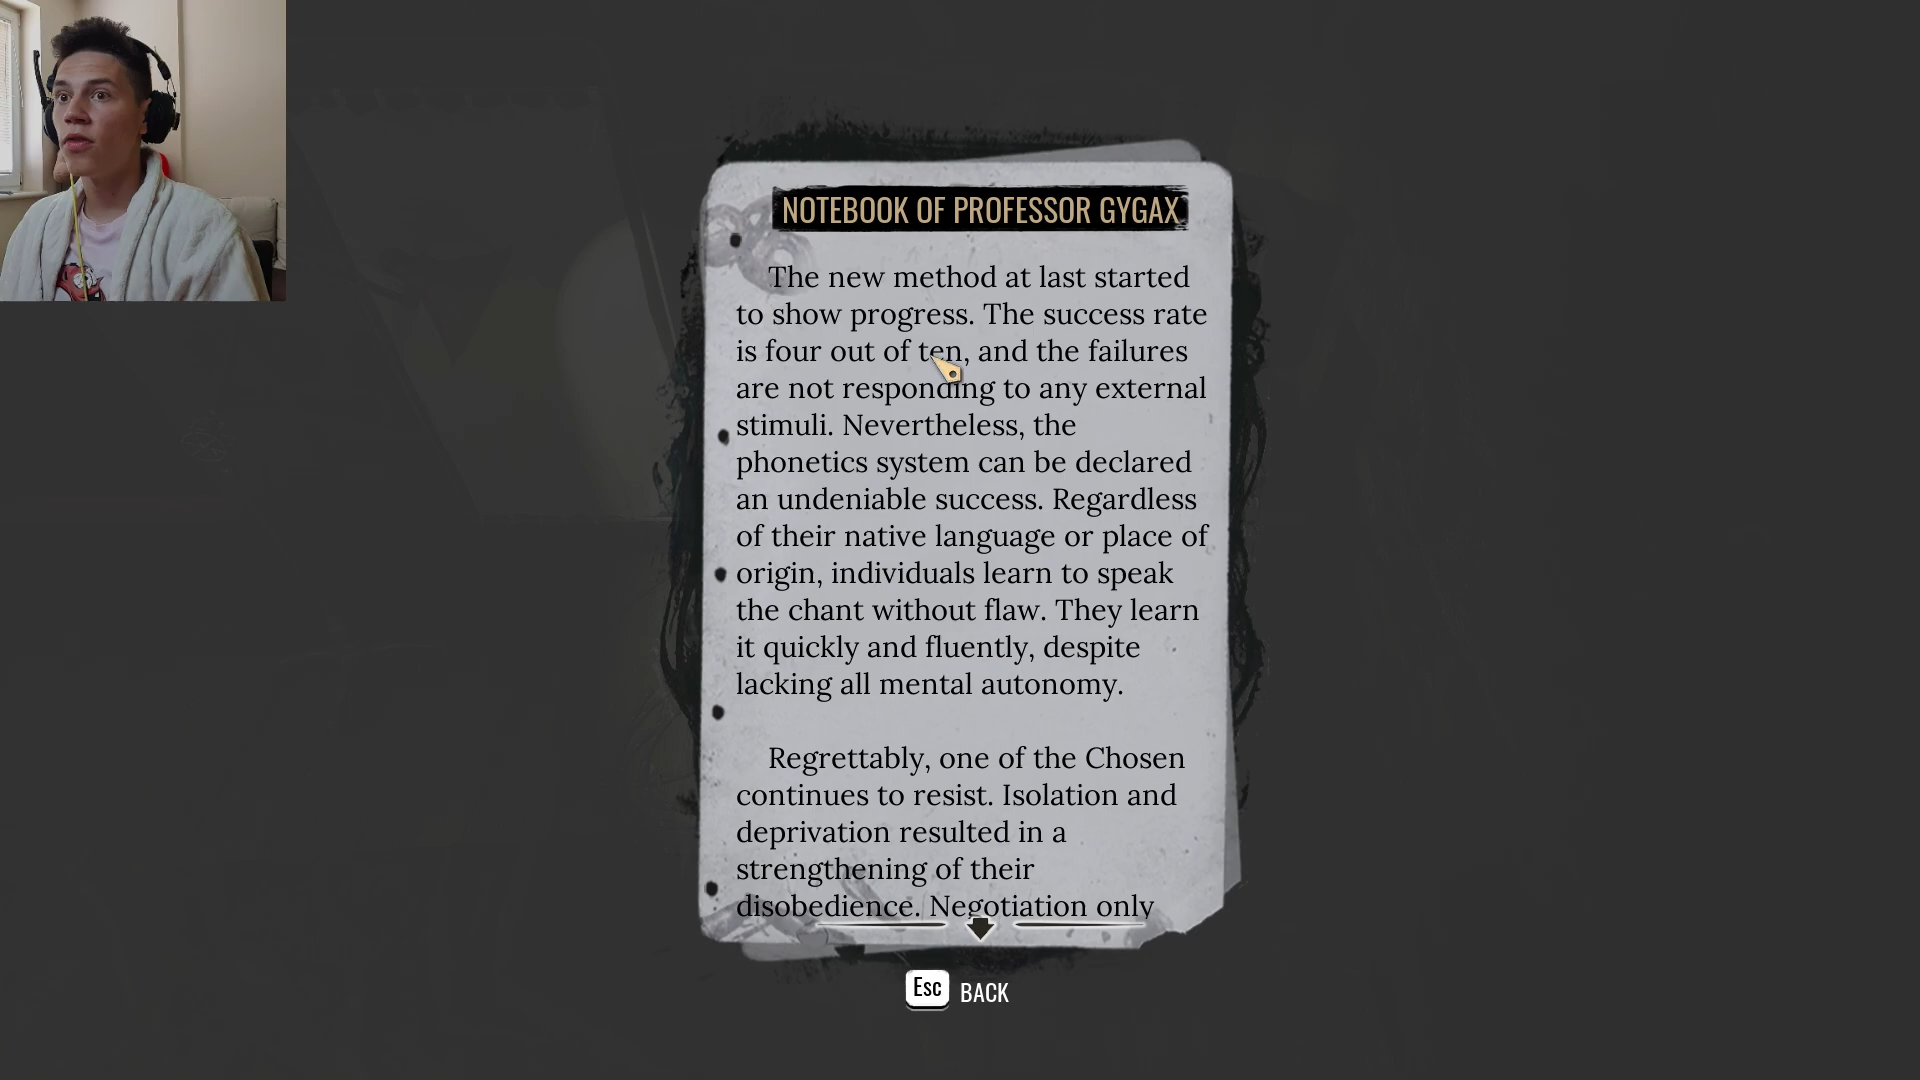 NOTEBOOK OF PROFESSOR GYGAX
The new method at last started
to show progress. The success rate
is four out of ten, and the failures
are not responding to any external
stimuli. Nevertheless, the
phonetics system can be declared
an undeniable success. Regardless
of their native language or place of
origin, individuals learn to speak
the chant without flaw. They learn
it quickly and fluently, despite
lacking all mental autonomy.
Regrettably, one of the Chosen
continues to resist. Isolation and
deprivation resulted in a
strengthening of their
disobedience. Negotiation only
Esc BACK